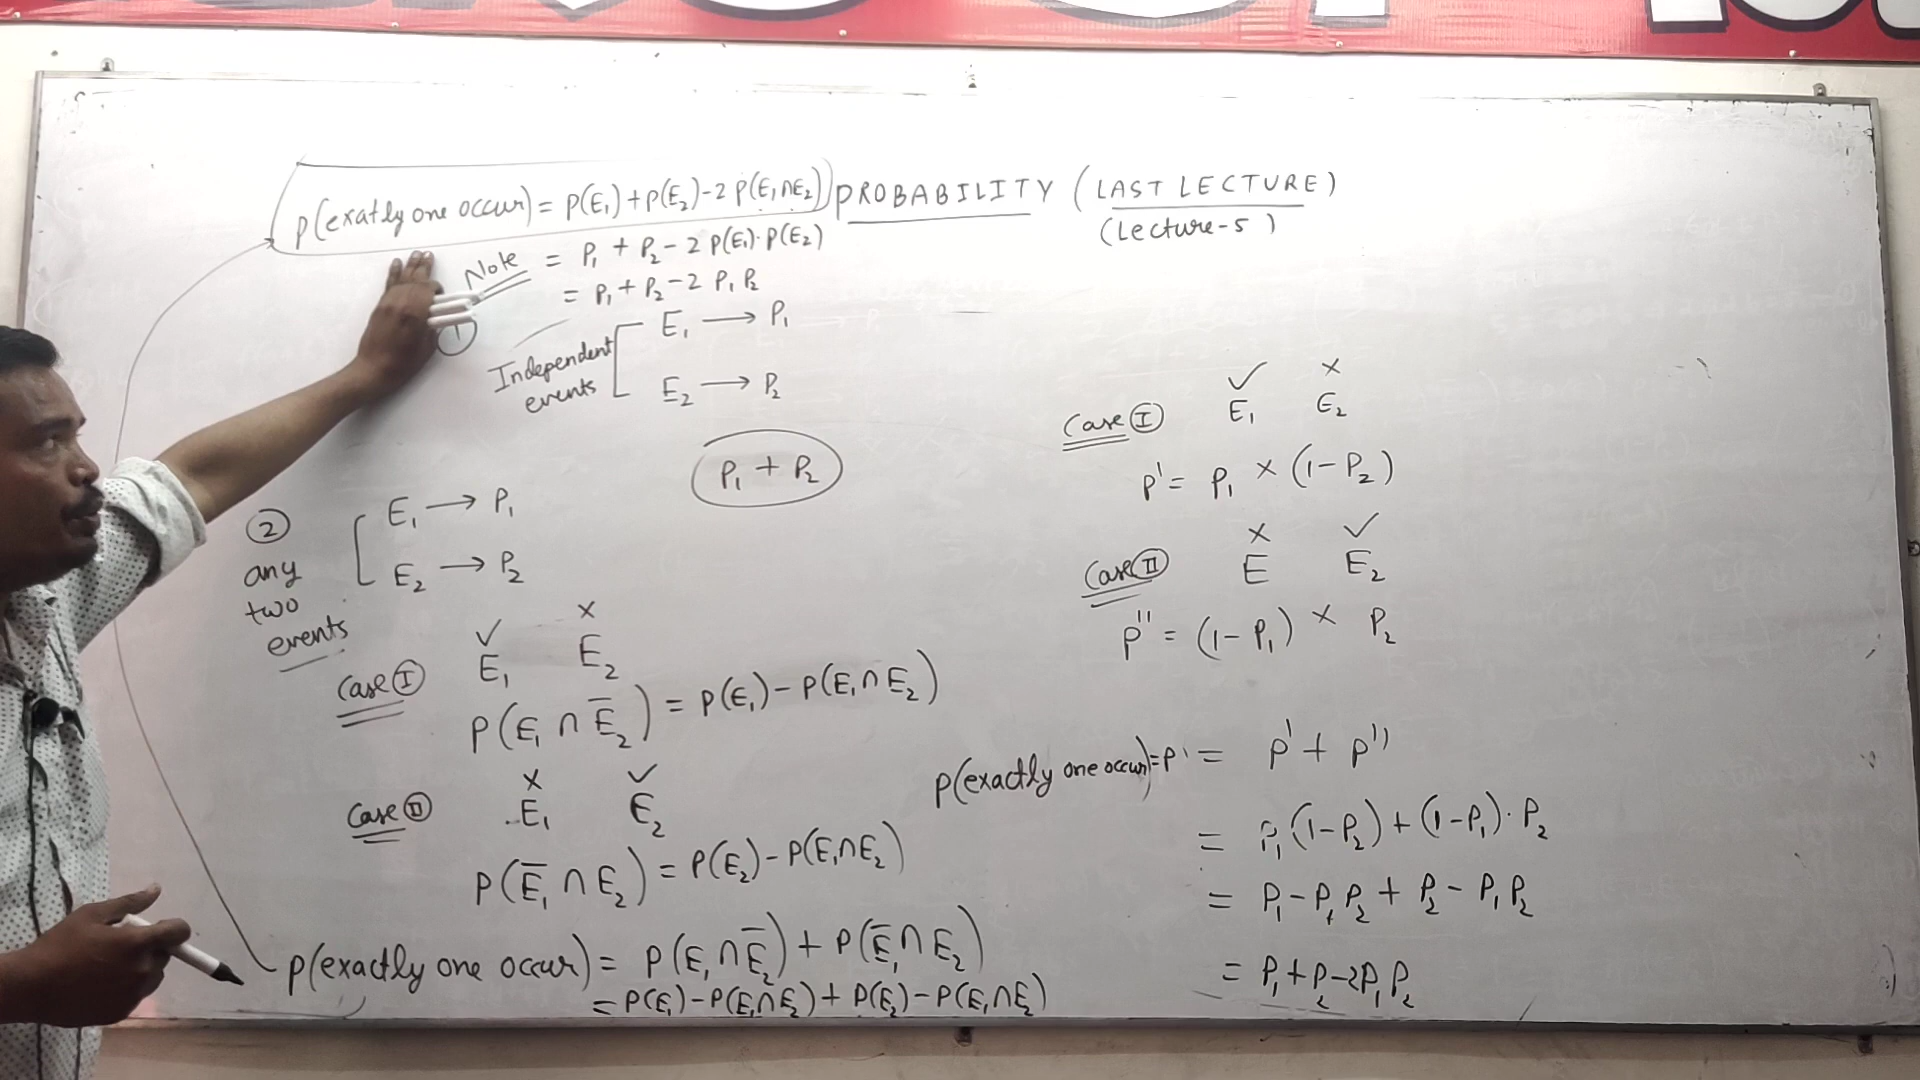 PROBABILITY (LAST LECTURE)
(Lecture-5)
P(exatly one occur) = P(E₁)+P(E₂)-2 P(E₁∩E₂)
Note = P₁ + P₂ - 2 P(E₁)·P(E₂)
= P₁ + P₂ - 2 P₁ P₂
①
Independent events
E₁ → P₁
E₂ → P₂
P₁ + P₂
② any two events
E₁ → P₁
E₂ → P₂
✓ ×
Case Ⓘ E₁ E₂
P(E₁ ∩ E̅₂) = P(E₁) - P(E₁∩E₂)
× ✓
Case Ⓘ︎Ⓘ E₁ E₂
P(E̅₁ ∩ E₂) = P(E₂) - P(E₁∩E₂)
P(exactly one occur) = P(E₁∩E̅₂) + P(E̅₁∩E₂)
= P(E₁) - P(E₁∩E₂) + P(E₂) - P(E₁∩E₂)
✓ ×
Case Ⓘ E₁ E₂
P' = P₁ × (1-P₂)
× ✓
Case Ⓘ︎Ⓘ E E₂
P'' = (1-P₁) × P₂
P(exactly one occur) = P' = P' + P''
= P₁(1-P₂) + (1-P₁)·P₂
= P₁ - P₁P₂ + P₂ - P₁P₂
= P₁ + P₂ - 2P₁P₂